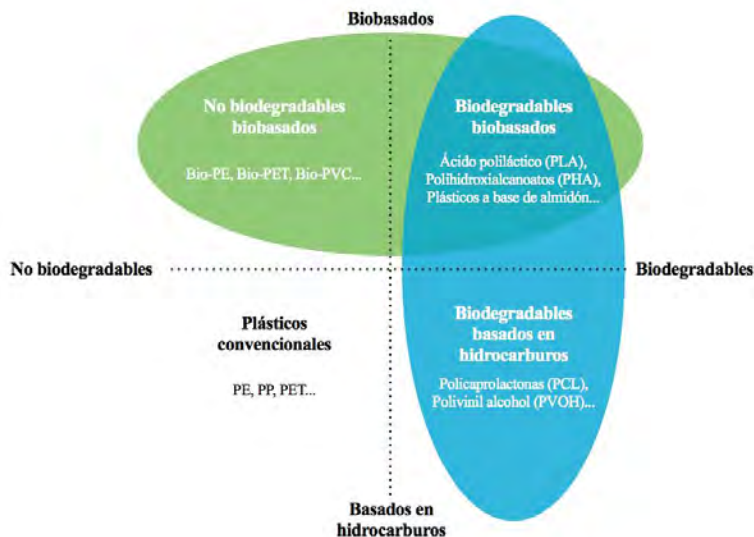 Biobasados
No biodegradables
biobasados
Bio-PE, Bio-PET, Bio-PVC...
Biodegradables
biobasados
Ácido poliláctico (PLA),
Polihidroxialcanoatos (PHA),
Plásticos a base de almidón...
No biodegradables
Biodegradables
Plásticos
convencionales
PE, PP, PET...
Biodegradables
basados en
hidrocarburos
Policaprolactonas (PCL),
Polivinil alcohol (PVOH)...
Basados en
hidrocarburos